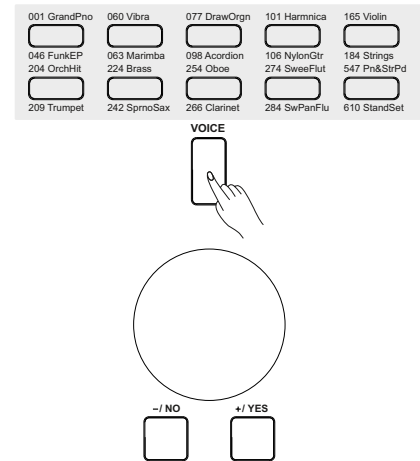 001 GrandPno 060 Vibra 077 DrawOrgn 101 Harmnica 165 Violin
046 FunkEP 063 Marimba 098 Acordion 106 NylonGtr 184 Strings
204 OrchHit 224 Brass 254 Oboe 274 SweeFlut 547 Pn&StrPd
209 Trumpet 242 SprnoSax 266 Clarinet 284 SwPanFlu 610 StandSet
VOICE
–/ NO +/ YES